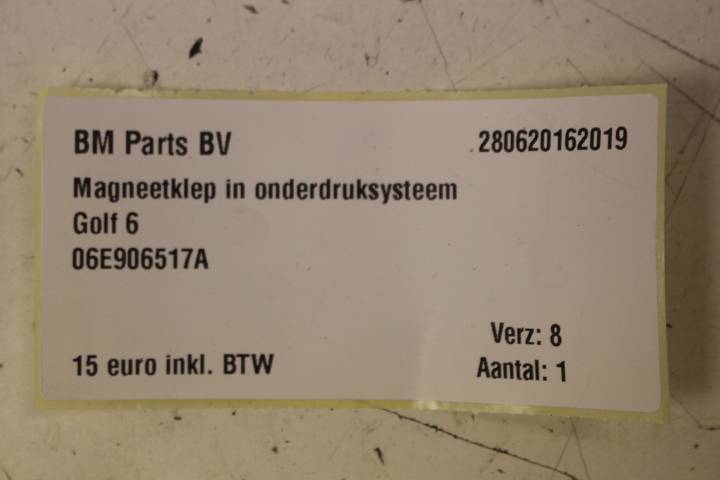 BM Parts BV 280620162019
Magneetklep in onderdruksysteem
Golf 6
06E906517A
Verz: 8
15 euro inkl. BTW Aantal: 1